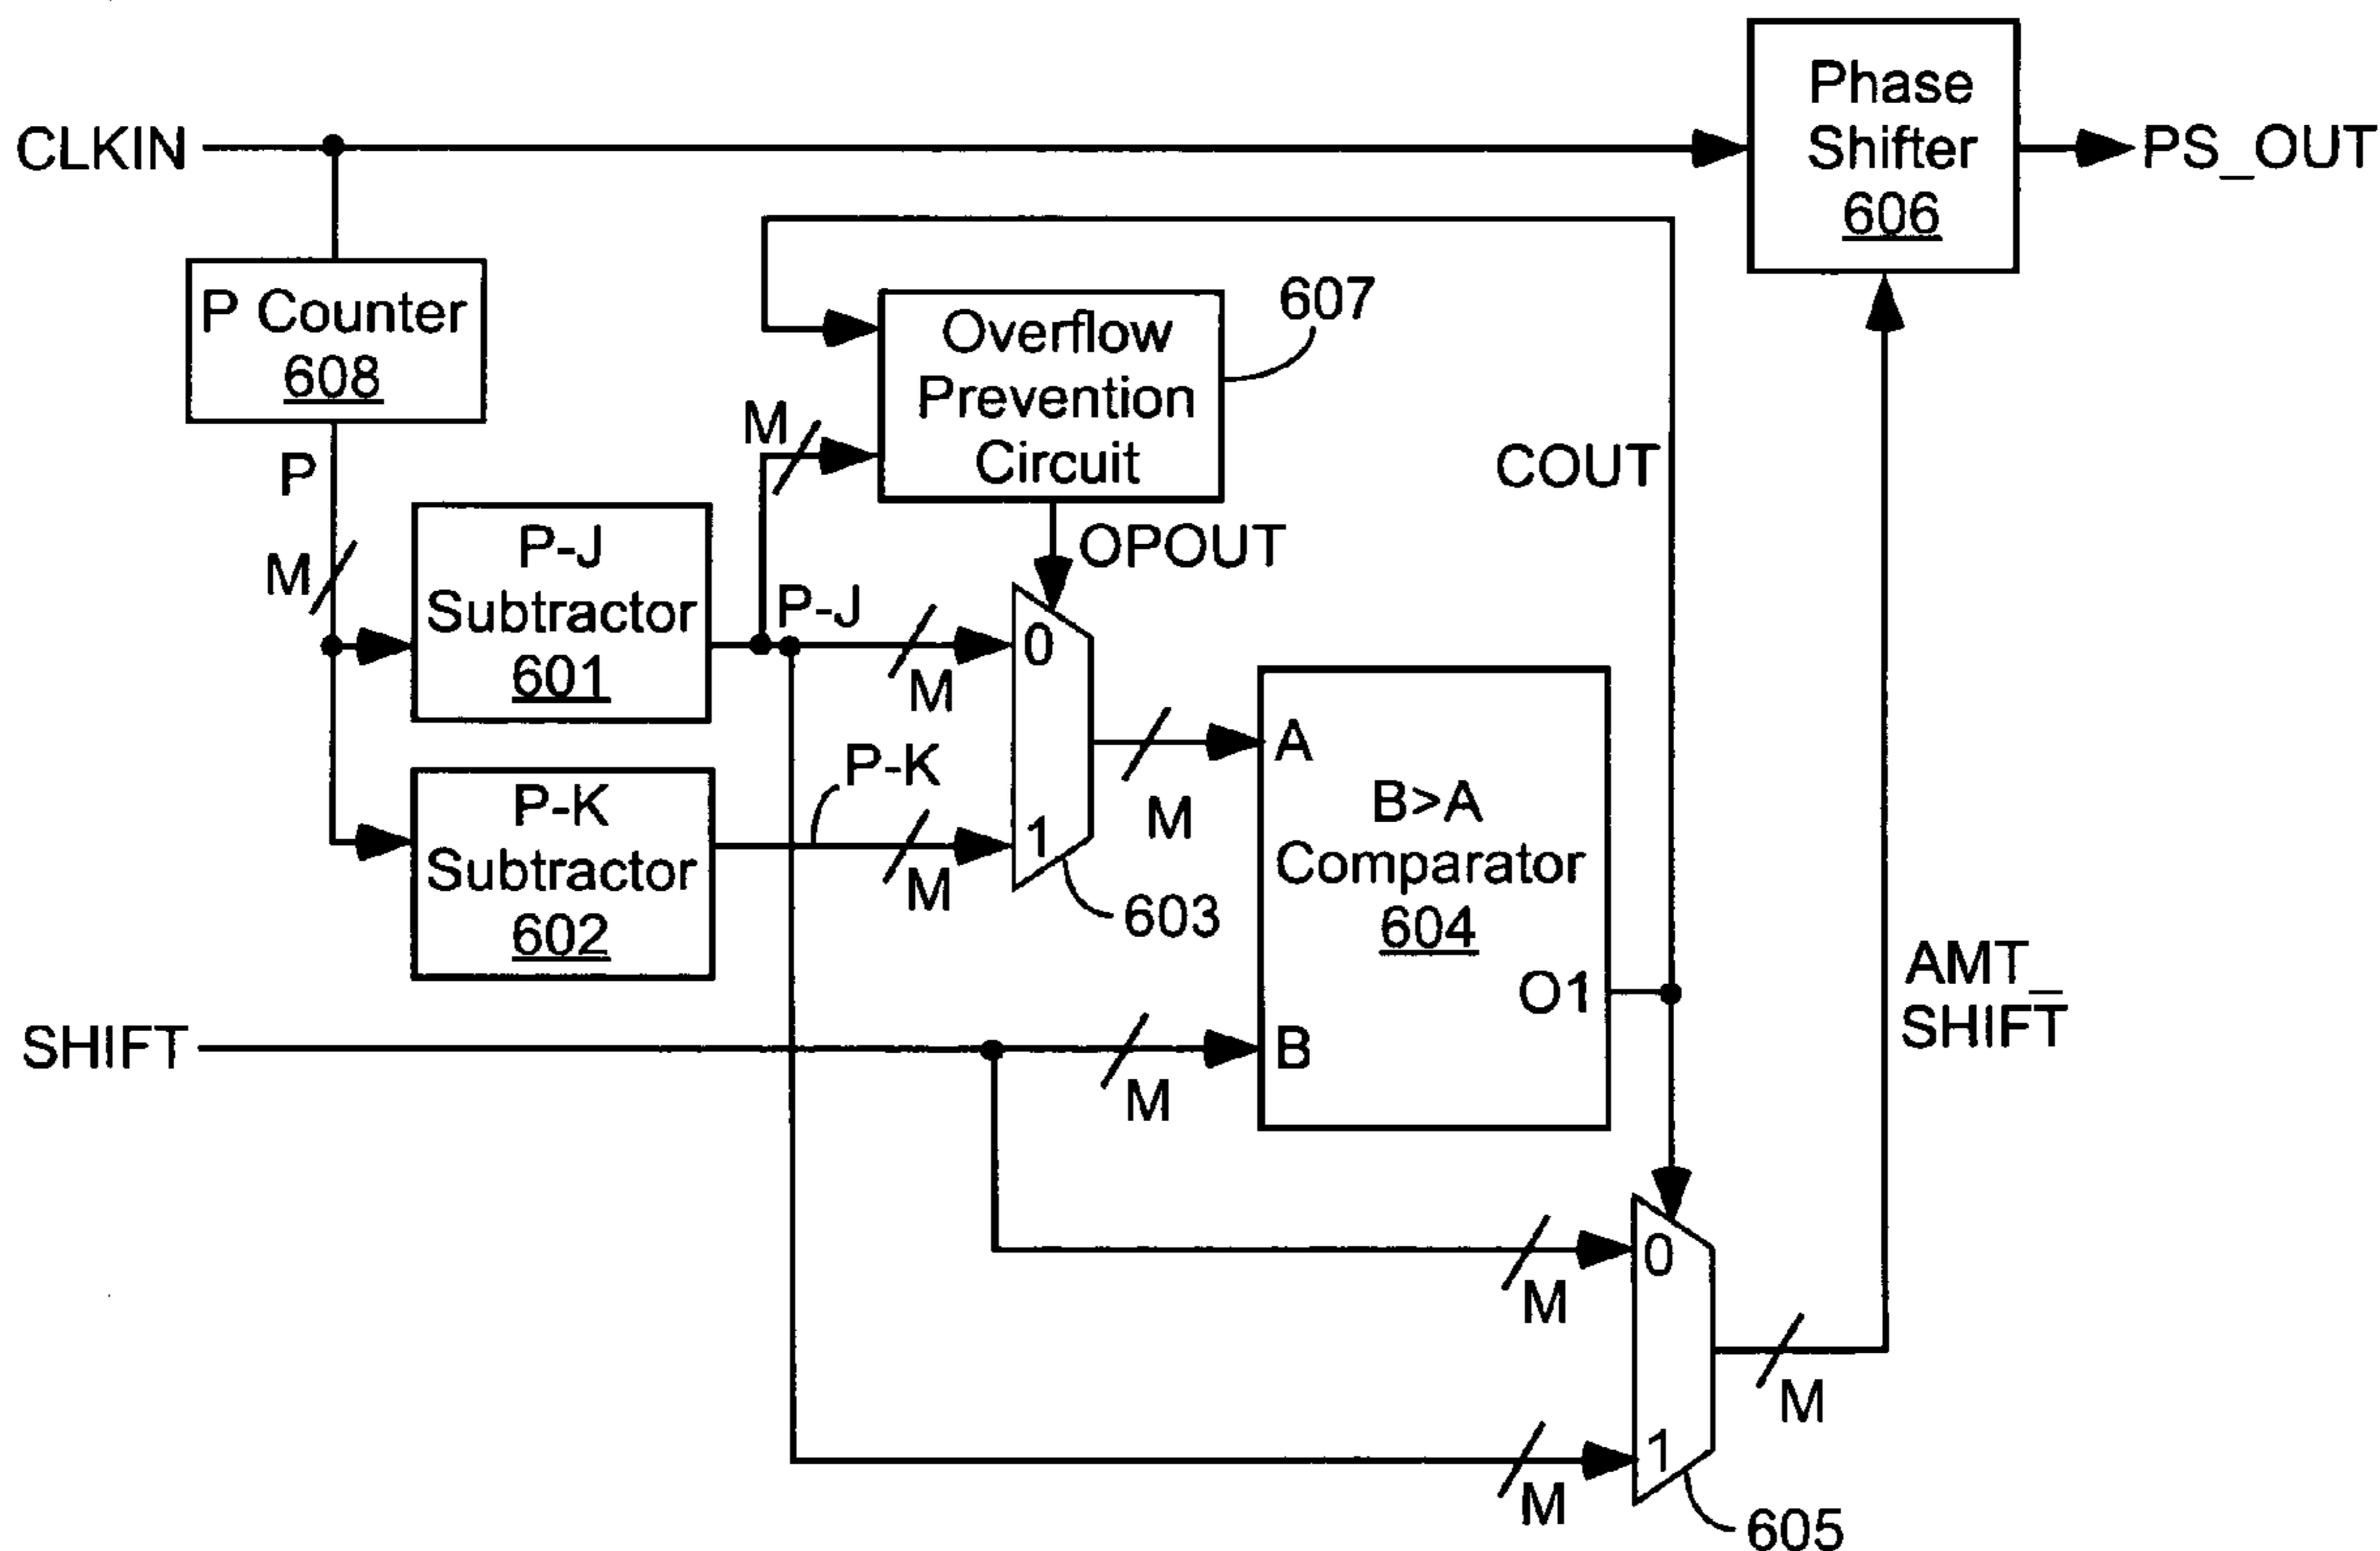 Phase
Shifter
606
CLKIN
PS_OUT
P Counter
608
Overflow
Prevention
Circuit
607
M
COUT
P
M
P-J
Subtractor
601
P-J
OPOUT
0
M
P-K
Subtractor
602
P-K
1
M
603
M
A
B>A
Comparator
604
O1
B
SHIFT
M
AMT_
SHIFT
0
M
M
1
M
605